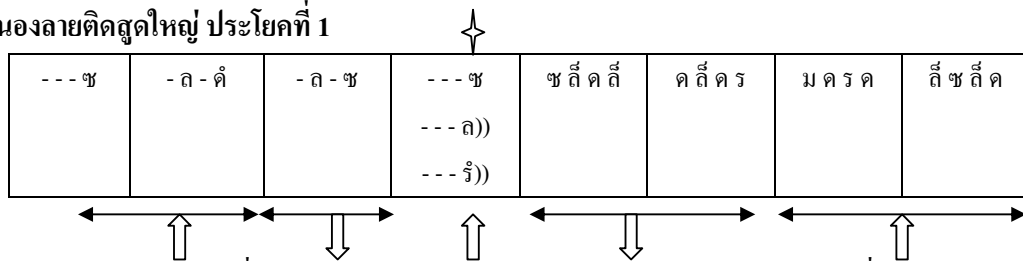 นองลายติดสูดใหญ่ ประโยคที่ 1
- - - ซ - ล - ดํ - ล - ซ - - - ซ ซ ล็ ด ล็ ด ล็ ด ร ม ด ร ด ล็ ซ ล็ ด
- - - ล))
- - - รํ))